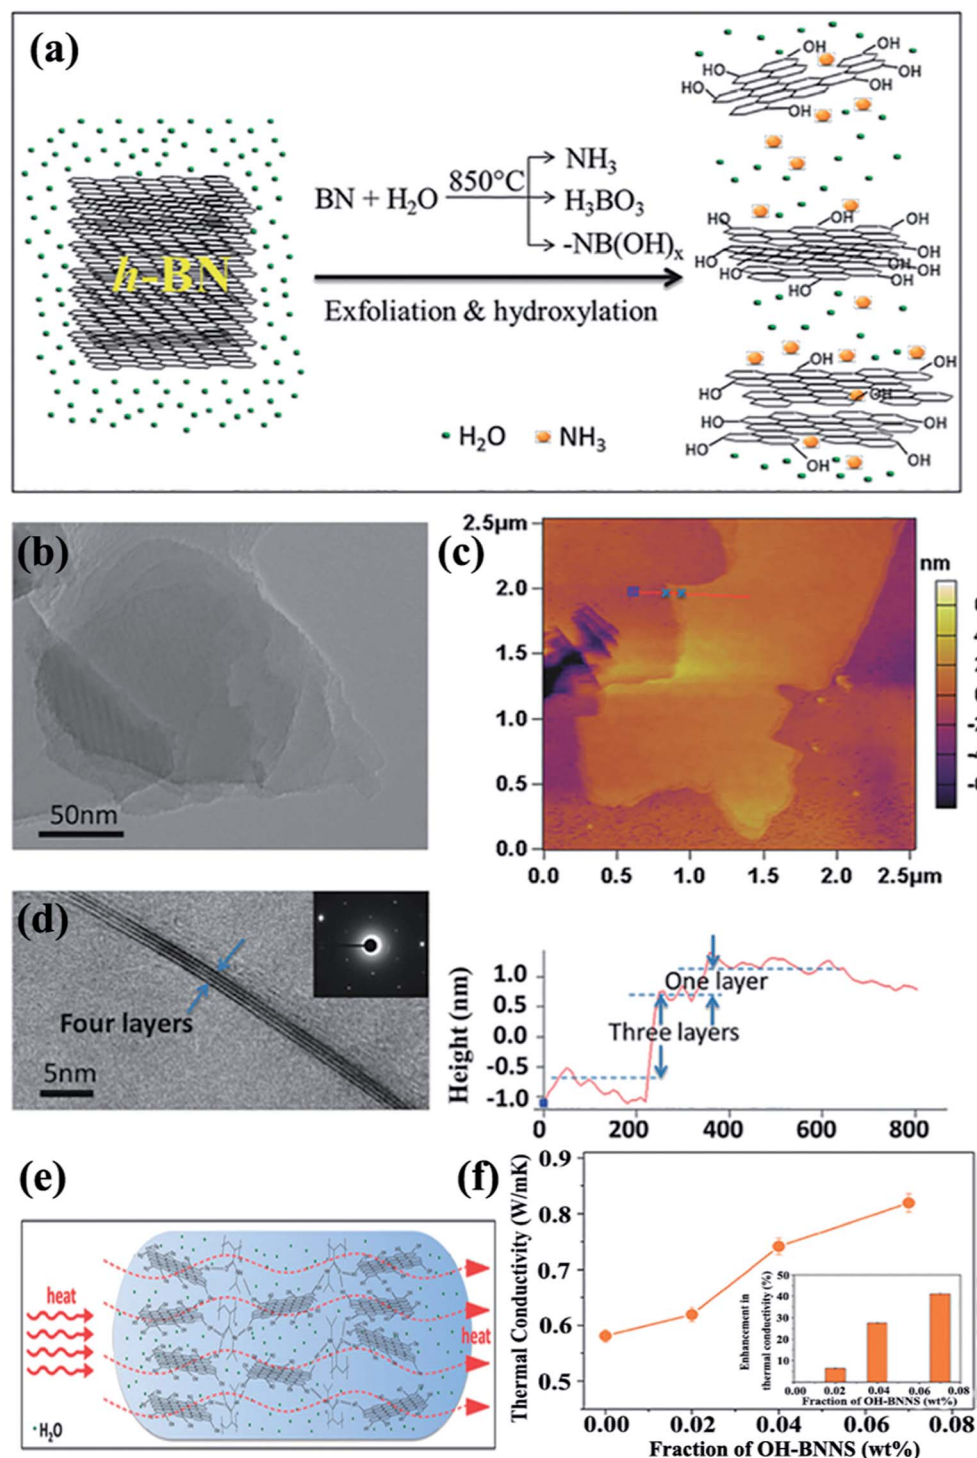 (a)
h-BN
BN + H₂O
850°C
NH₃
H₃BO₃
-NB(OH)ₓ
Exfoliation & hydroxylation
H₂O
NH₃
OH
OH
HO
OH
HO
OH
HO
OH
OH
HO
OH
HO
OH
OH
OH
HO
HO
OH
HO
OH
HO
OH
HO
OH
HO
OH
(b)
50nm
(c)
2.5μm
2.0
1.5
1.0
0.5
0.0
0.0
0.5
1.0
1.5
2.0
2.5μm
nm
4
2
(d)
Four layers
5nm
Height (nm)
1.0
0.5
0.0
-0.5
-1.0
One layer
Three layers
0
200
400
600
800
(e)
heat
heat
H₂O
(f)
Thermal Conductivity (W/mK)
0.9
0.8
0.7
0.6
0.5
0.00
0.02
0.04
0.06
0.08
Fraction of OH-BNNS (wt%)
Enhancement in
thermal conductivity (%)
50
40
30
20
10
0.00
0.02
0.04
0.06
0.08
Fraction of OH-BNNS (wt%)